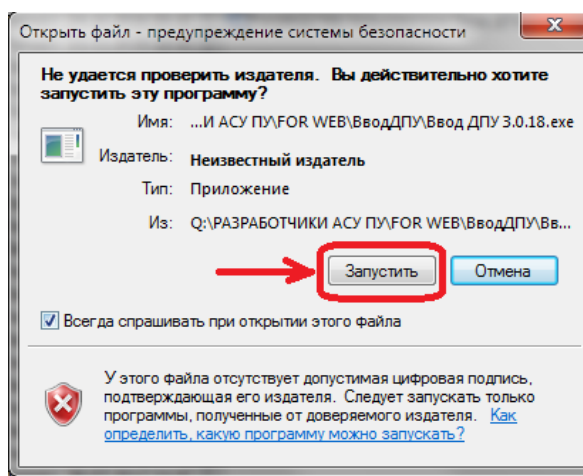 Открыть файл - предупреждение системы безопасности
Не удается проверить издателя. Вы действительно хотите
запустить эту программу?
Имя: ...И АСУ ПУ\FOR WEB\ВводДПУ\Ввод ДПУ 3.0.18.exe
Издатель: Неизвестный издатель
Тип: Приложение
Из: Q:\РАЗРАБОТЧИКИ АСУ ПУ\FOR WEB\ВводДПУ\Вв...
Запустить Отмена
Всегда спрашивать при открытии этого файла
У этого файла отсутствует допустимая цифровая подпись,
подтверждающая его издателя. Следует запускать только
программы, полученные от доверяемого издателя. Как
определить, какую программу можно запускать?